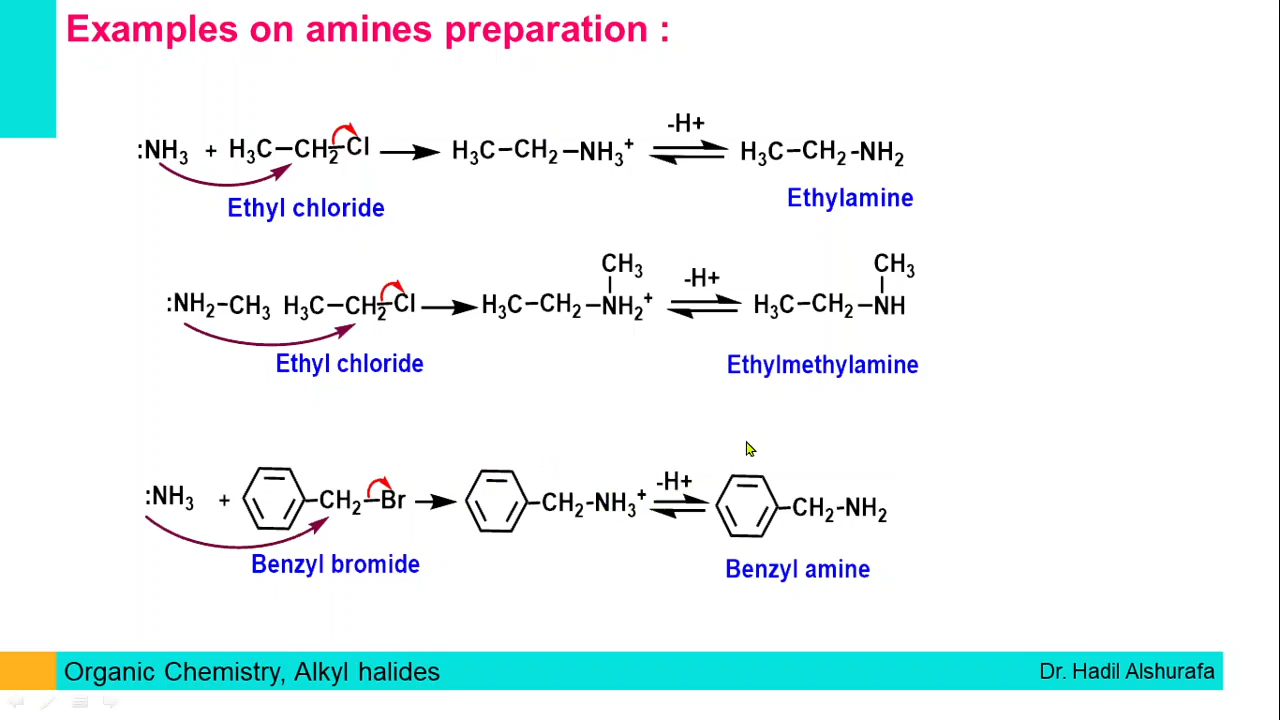 Examples on amines preparation :
:NH3 + H3C-CH2-Cl → H3C-CH2-NH3+ -H+ ⇌ H3C-CH2-NH2
Ethyl chloride Ethylamine
CH3 CH3
:NH2-CH3 H3C-CH2-Cl → H3C-CH2-NH2+ -H+ ⇌ H3C-CH2-NH
Ethyl chloride Ethylmethylamine
:NH3 + CH2-Br → CH2-NH3+ -H+ ⇌ CH2-NH2
Benzyl bromide Benzyl amine
Organic Chemistry, Alkyl halides Dr. Hadil Alshurafa